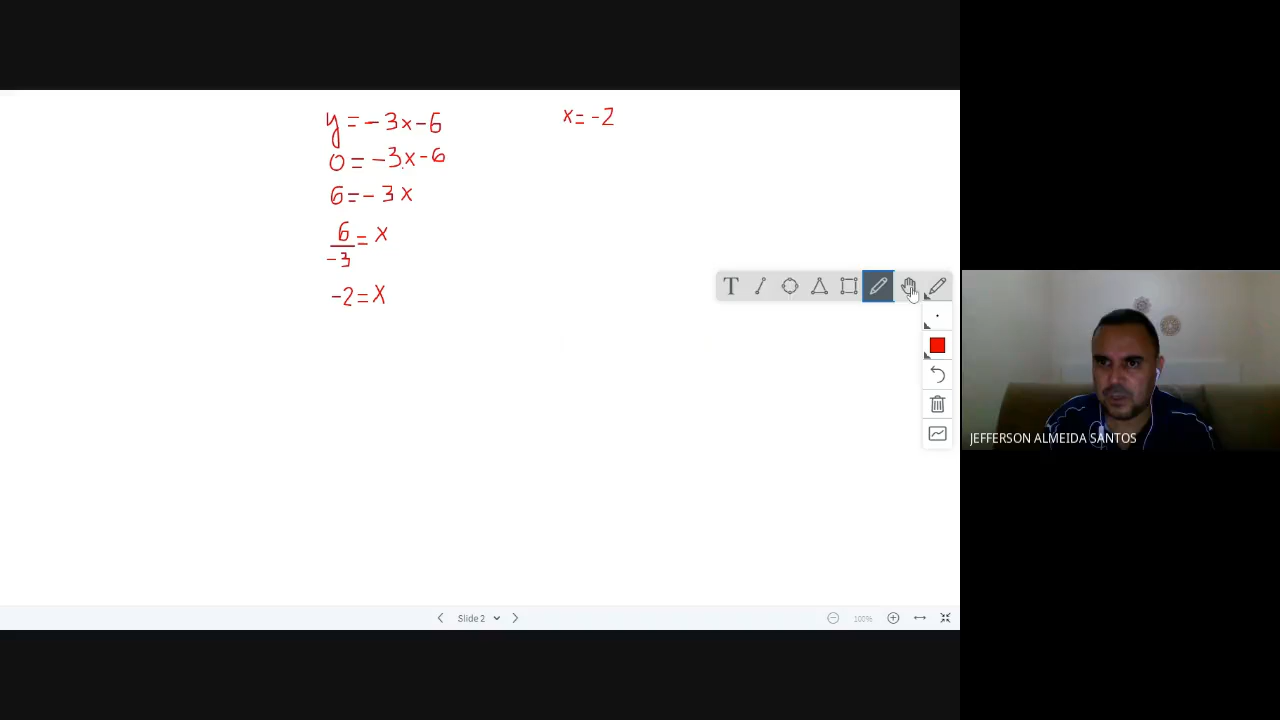 y = -3x-6
0 = -3x-6
6 = -3x
6/-3 = x
-2 = x
x = -2
T
JEFFERSON ALMEIDA SANTOS
Slide 2
100%